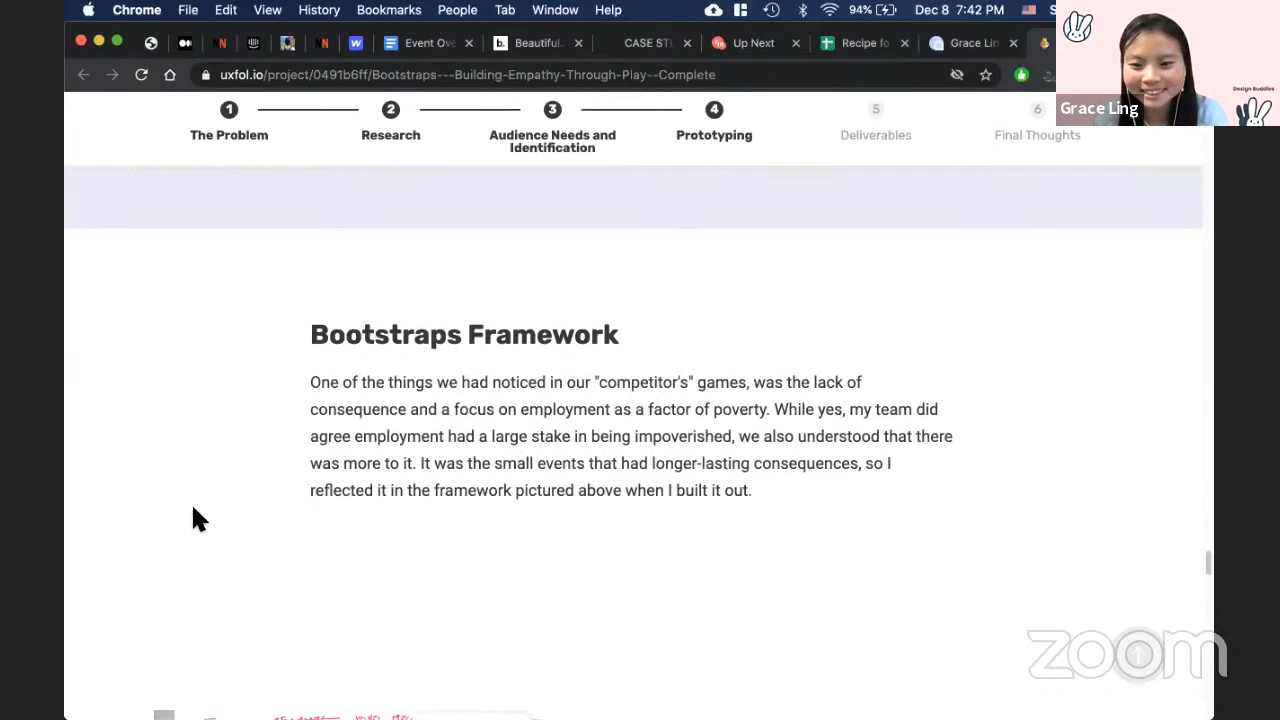 Chrome File Edit View History Bookmarks People Tab Window Help 94% Dec 8 7:42 PM
Event Ove × Beautiful. × CASE STU × Up Next × Recipe fo × Grace Lin ×
uxfol.io/project/0491b6ff/Bootstraps---Building-Empathy-Through-Play--Complete
Design Buddies
Grace Ling
1 2 3 4 5 6
The Problem Research Audience Needs and Identification Prototyping Deliverables Final Thoughts
Bootstraps Framework
One of the things we had noticed in our "competitor's" games, was the lack of
consequence and a focus on employment as a factor of poverty. While yes, my team did
agree employment had a large stake in being impoverished, we also understood that there
was more to it. It was the small events that had longer-lasting consequences, so I
reflected it in the framework pictured above when I built it out.
zoom